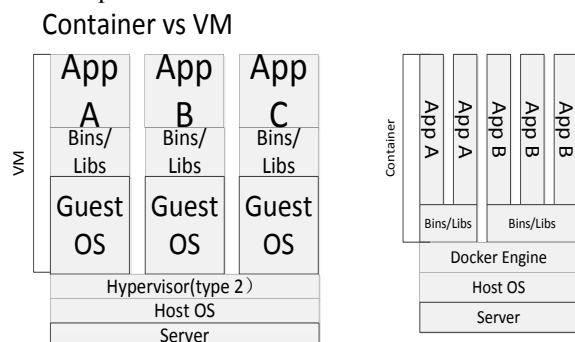 Container vs VM
VM
App
A
App
B
App
C
Bins/
Libs
Bins/
Libs
Bins/
Libs
Guest
OS
Guest
OS
Guest
OS
Hypervisor(type 2）
Host OS
Server
Container
App A
App A
App B
App B
App B
Bins/Libs
Bins/Libs
Docker Engine
Host OS
Server